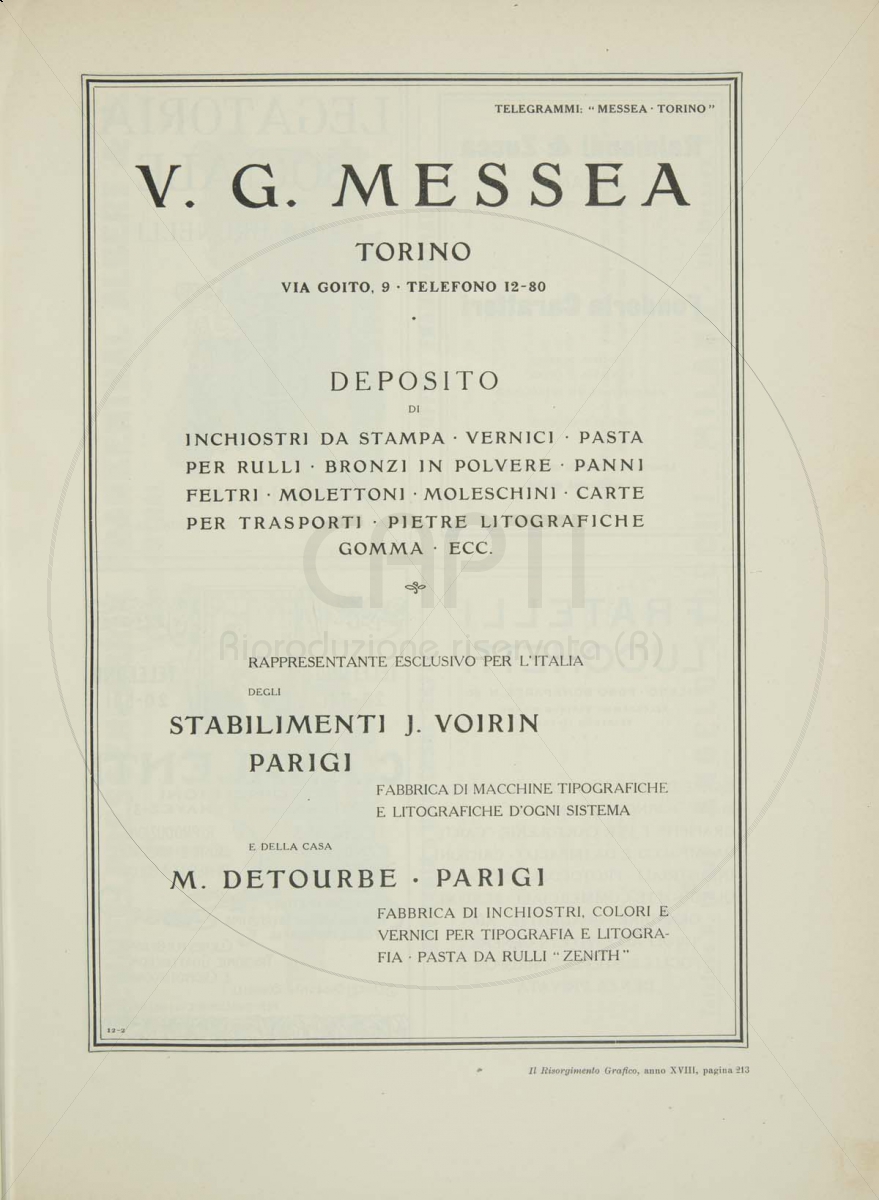 TELEGRAMMI: “ MESSEA · TORINO ”
V. G. MESSEA
TORINO
VIA GOITO, 9 · TELEFONO 12-80
DEPOSITO
DI
INCHIOSTRI DA STAMPA · VERNICI · PASTA
PER RULLI · BRONZI IN POLVERE · PANNI
FELTRI · MOLETTONI · MOLESCHINI · CARTE
PER TRASPORTI · PIETRE LITOGRAFICHE
GOMMA · ECC.
CAPTI
Riproduzione riservata (R)
RAPPRESENTANTE ESCLUSIVO PER L'ITALIA
DEGLI
STABILIMENTI J. VOIRIN
PARIGI
FABBRICA DI MACCHINE TIPOGRAFICHE
E LITOGRAFICHE D'OGNI SISTEMA
E DELLA CASA
M. DETOURBE · PARIGI
FABBRICA DI INCHIOSTRI, COLORI E
VERNICI PER TIPOGRAFIA E LITOGRA-
FIA · PASTA DA RULLI “ ZENITH ”
12-2
Il Risorgimento Grafico, anno XVIII, pagina 213